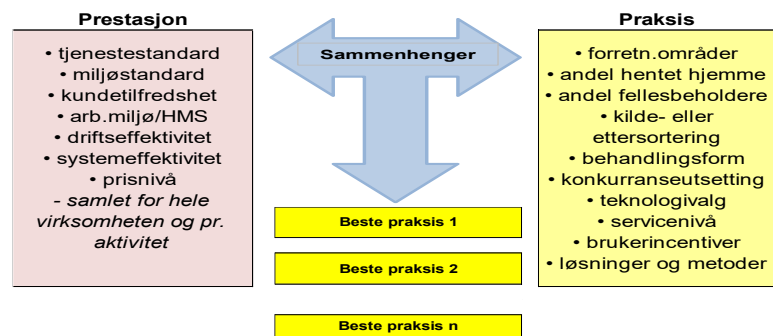 Prestasjon
• tjenestestandard
• miljøstandard
• kundetilfredshet
• arb.miljø/HMS
• driftseffektivitet
• systemeffektivitet
• prisnivå
- samlet for hele
virksomheten og pr.
aktivitet
Sammenhenger
Beste praksis 1
Beste praksis 2
Beste praksis n
Praksis
• forretn.områder
• andel hentet hjemme
• andel fellesbeholdere
• kilde- eller
ettersortering
• behandlingsform
• konkurranseutsetting
• teknologivalg
• servicenivå
• brukerincentiver
• løsninger og metoder